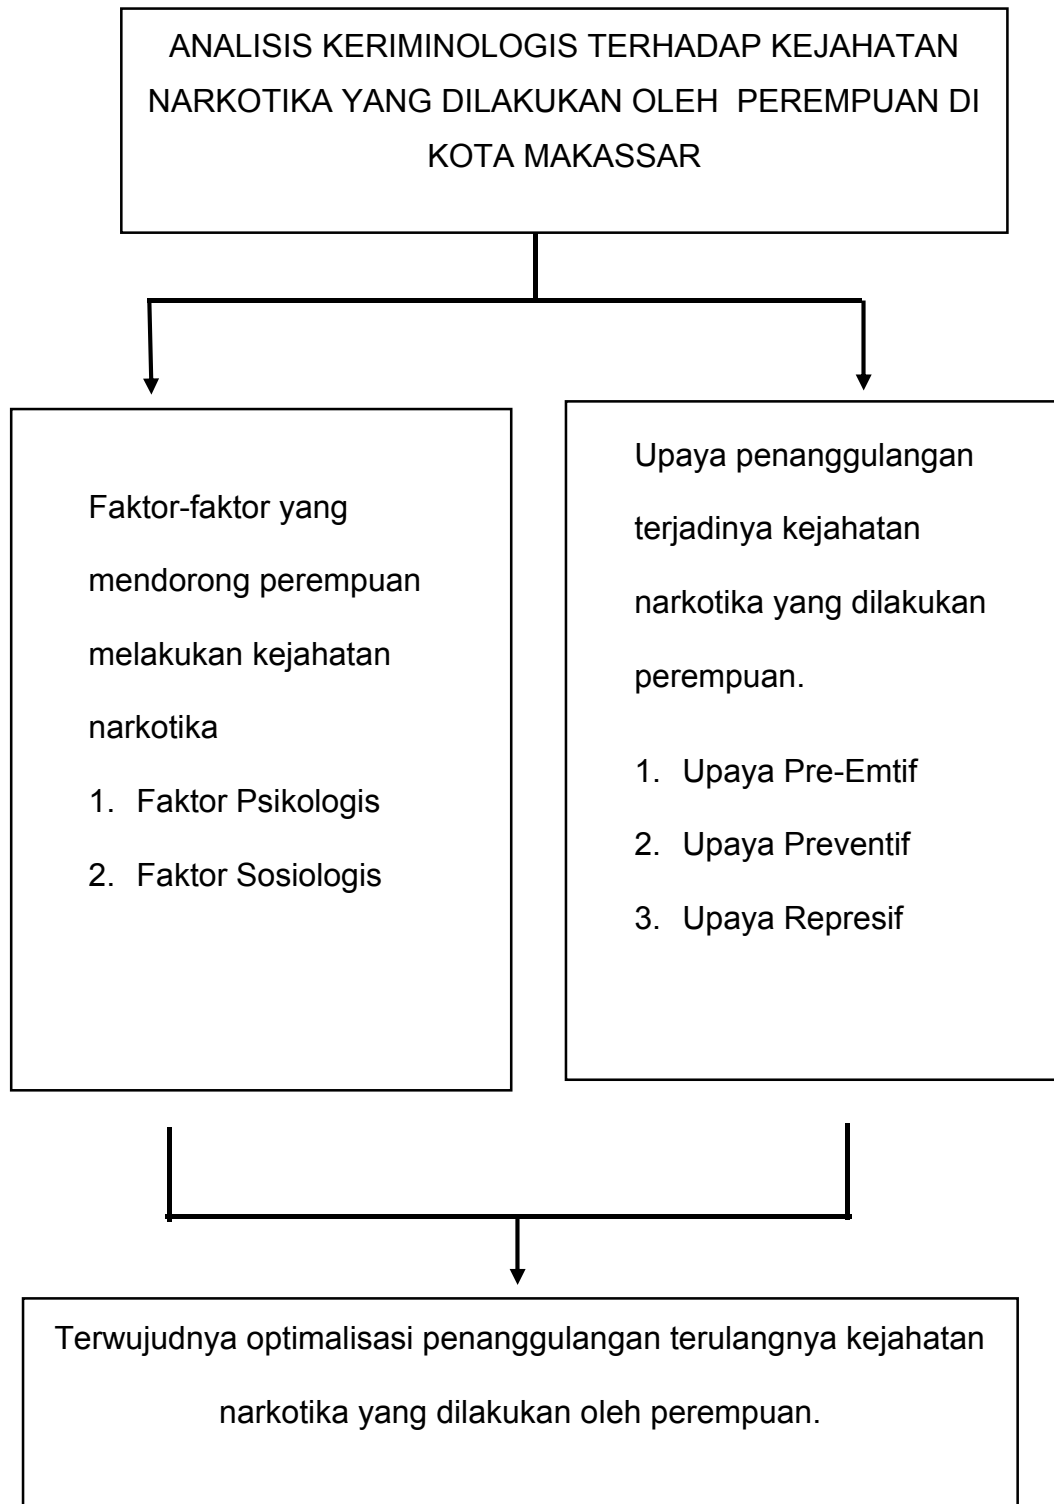 ANALISIS KERIMINOLOGIS TERHADAP KEJAHATAN
NARKOTIKA YANG DILAKUKAN OLEH  PEREMPUAN DI
KOTA MAKASSAR
Faktor-faktor yang
mendorong perempuan
melakukan kejahatan
narkotika
1. Faktor Psikologis
2. Faktor Sosiologis
Upaya penanggulangan
terjadinya kejahatan
narkotika yang dilakukan
perempuan.
1. Upaya Pre-Emtif
2. Upaya Preventif
3. Upaya Represif
Terwujudnya optimalisasi penanggulangan terulangnya kejahatan
narkotika yang dilakukan oleh perempuan.